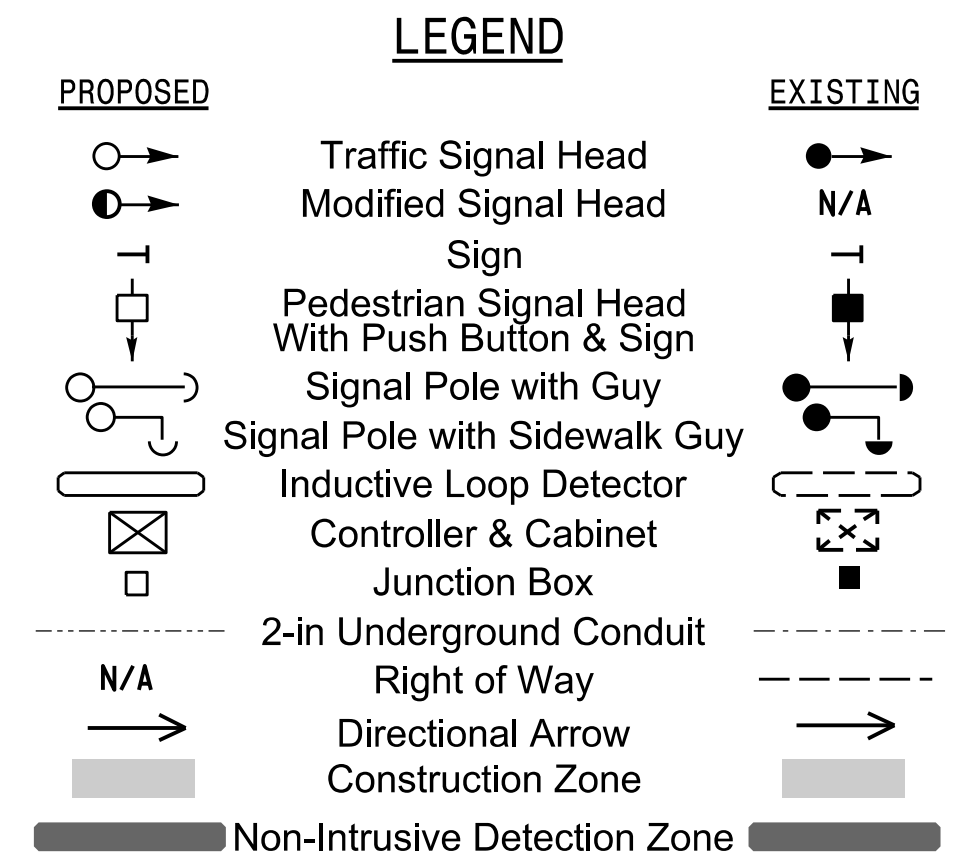 LEGEND
PROPOSED EXISTING
Traffic Signal Head
Modified Signal Head N/A
Sign
Pedestrian Signal Head
With Push Button & Sign
Signal Pole with Guy
Signal Pole with Sidewalk Guy
Inductive Loop Detector
Controller & Cabinet
Junction Box
2-in Underground Conduit
N/A Right of Way
Directional Arrow
Construction Zone
Non-Intrusive Detection Zone